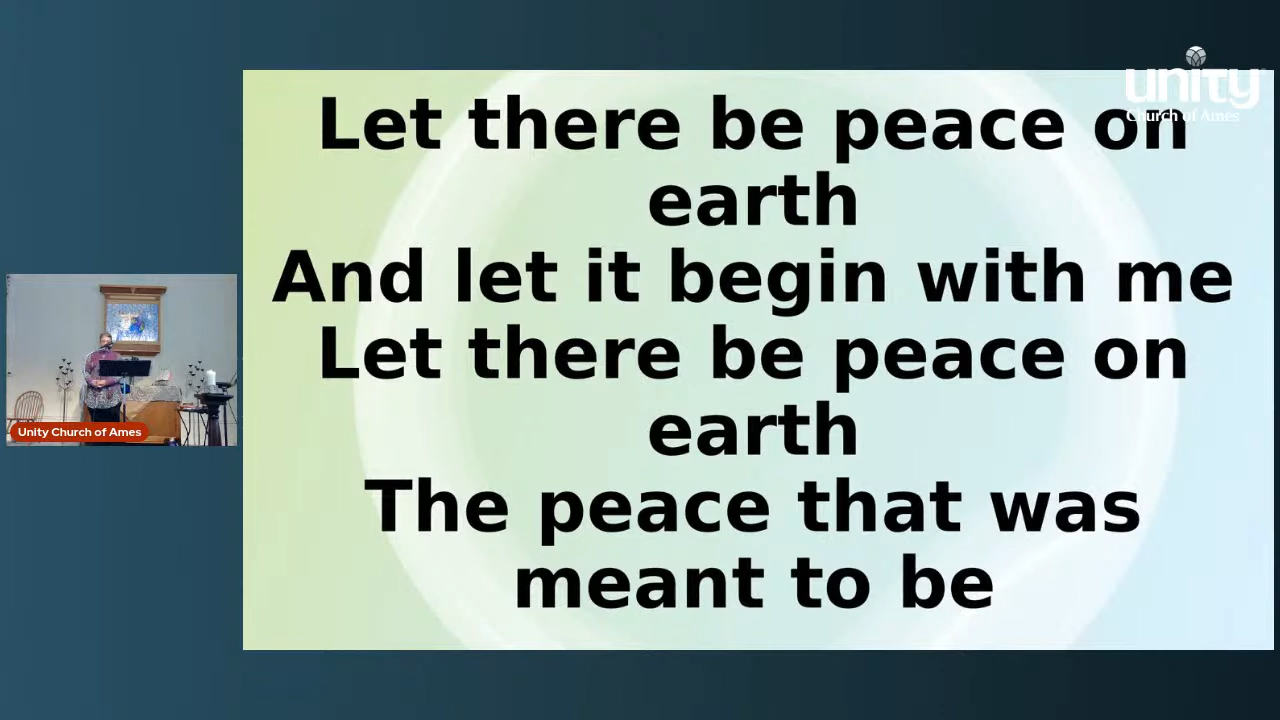 unity
Church of Ames
Let there be peace on
earth
And let it begin with me
Let there be peace on
earth
The peace that was
meant to be
Unity Church of Ames